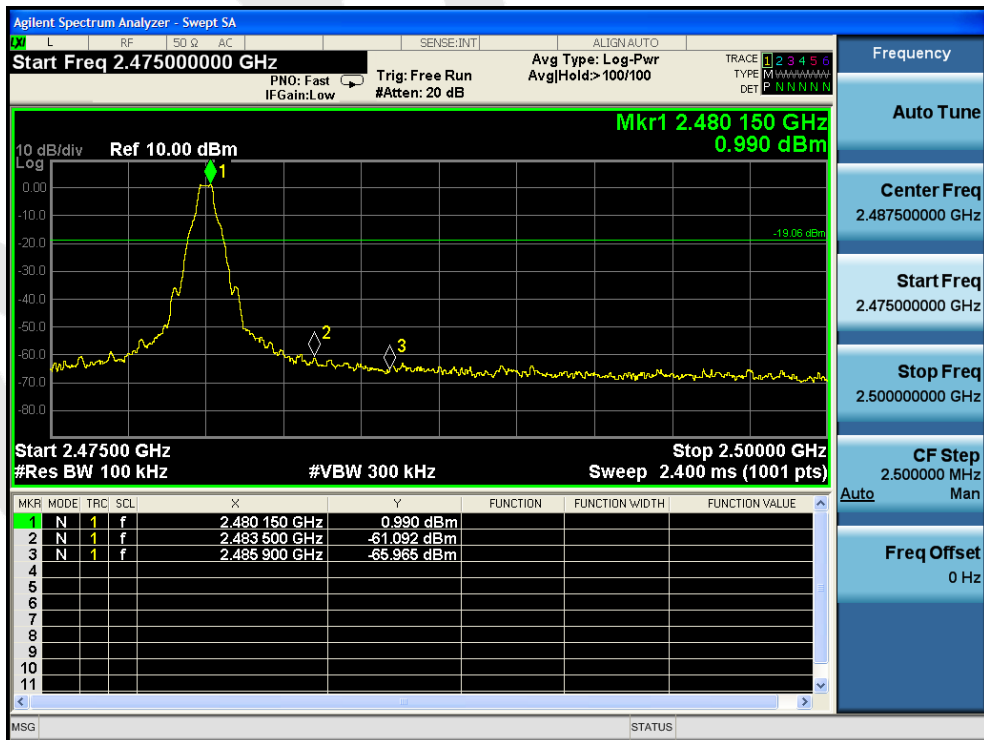 Agilent Spectrum Analyzer - Swept SA
LXI L RF 50 Ω AC SENSE:INT ALIGNAUTO
Start Freq 2.475000000 GHz
PNO: Fast
IFGain:Low
Trig: Free Run
#Atten: 20 dB
Avg Type: Log-Pwr
Avg|Hold:> 100/100
TRACE 1 2 3 4 5 6
TYPE M WWWWW
DET P N N N N N
Mkr1 2.480 150 GHz
0.990 dBm
10 dB/div Ref 10.00 dBm
Log
1
0.00
-10.0
-19.06 dBm
-20.0
-30.0
-40.0
-50.0
2
3
-60.0
-70.0
-80.0
Start 2.47500 GHz Stop 2.50000 GHz
#Res BW 100 kHz #VBW 300 kHz Sweep 2.400 ms (1001 pts)
MKR MODE TRC SCL X Y FUNCTION FUNCTION WIDTH FUNCTION VALUE
1 N 1 f 2.480 150 GHz 0.990 dBm
2 N 1 f 2.483 500 GHz -61.092 dBm
3 N 1 f 2.485 900 GHz -65.965 dBm
4
5
6
7
8
9
10
11
MSG STATUS
Frequency
Auto Tune
Center Freq
2.487500000 GHz
Start Freq
2.475000000 GHz
Stop Freq
2.500000000 GHz
CF Step
2.500000 MHz
Auto Man
Freq Offset
0 Hz